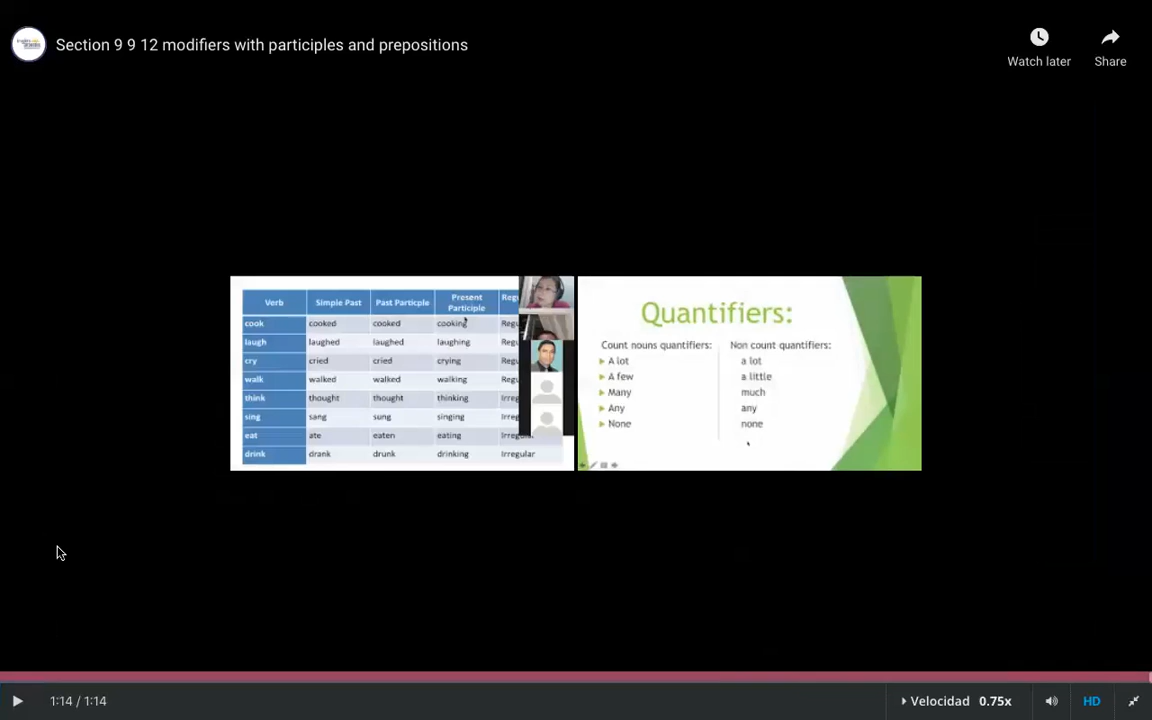 Section 9 9 12 modifiers with participles and prepositions
Watch later
Share
Verb Simple Past Past Particple Present Participle
cook cooked cooked cooking
laugh laughed laughed laughing
cry cried cried crying
walk walked walked walking
think thought thought thinking
sing sang sung singing
eat ate eaten eating
drink drank drunk drinking Irregular
Quantifiers:
Count nouns quantifiers: Non count quantifiers:
A lot a lot
A few a little
Many much
Any any
None none
1:14 / 1:14
Velocidad 0.75x
HD